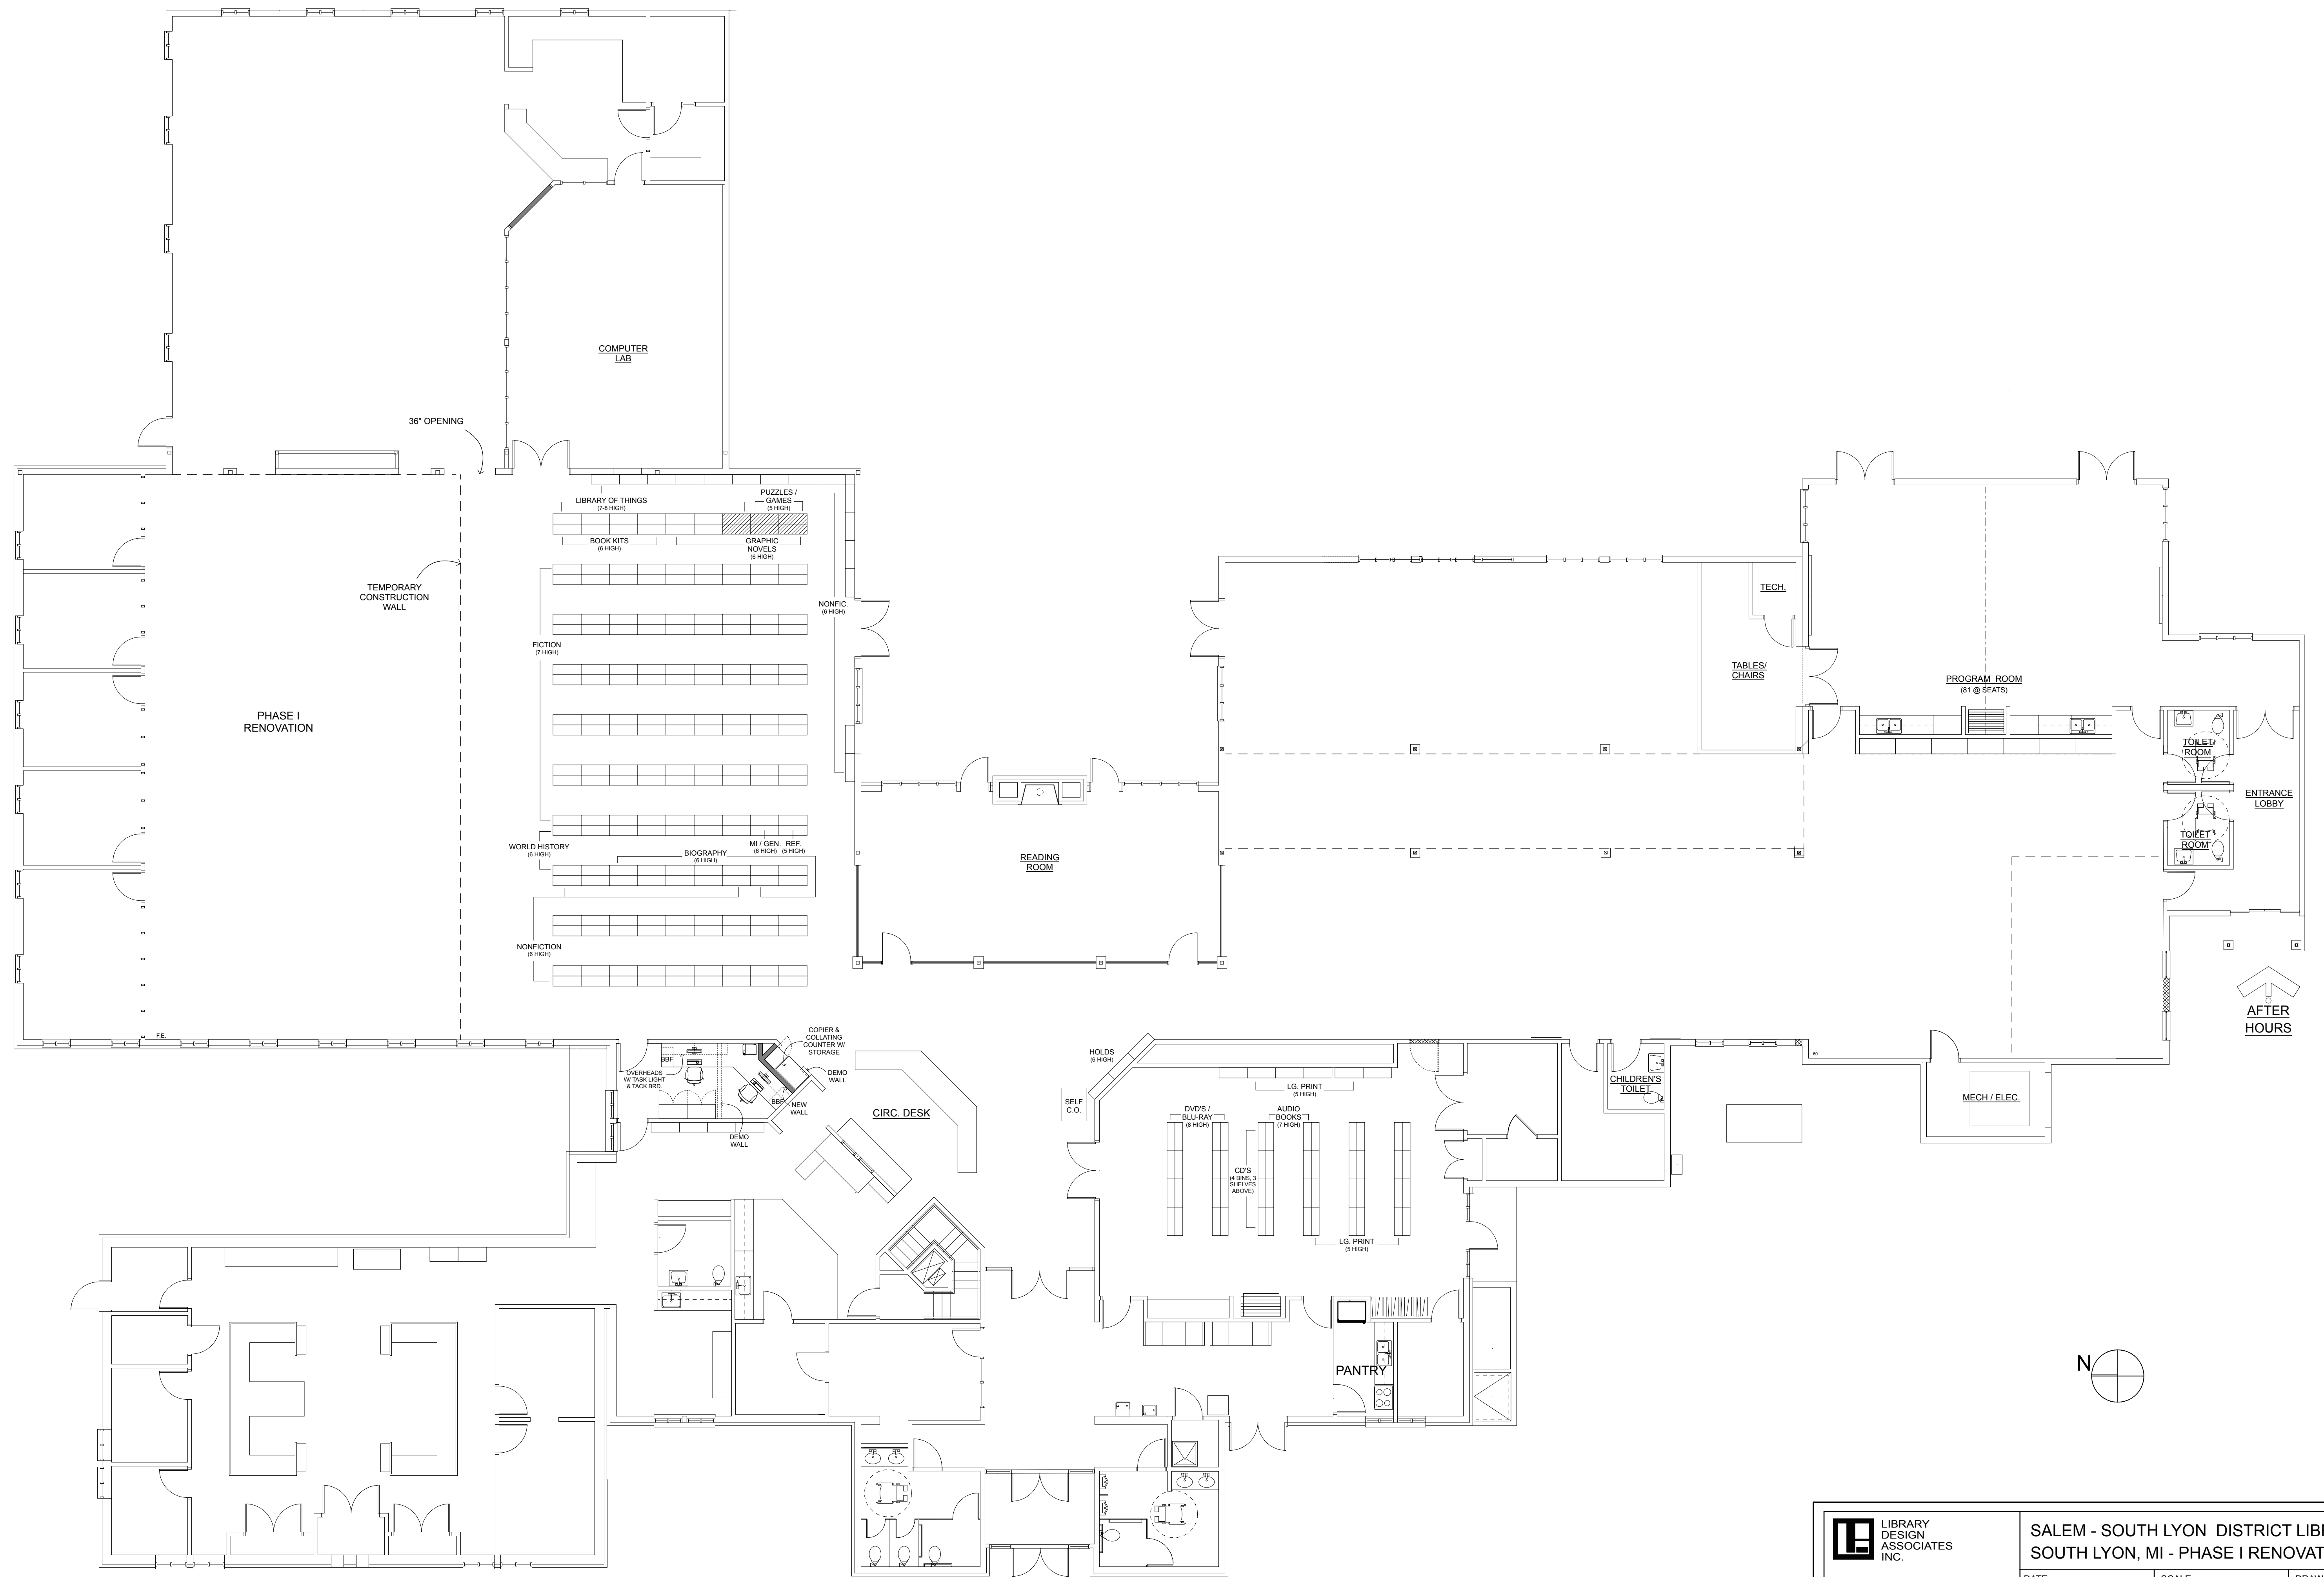 COMPUTER
LAB
36" OPENING
LIBRARY OF THINGS
(7-8 HIGH)
PUZZLES /
GAMES
(5 HIGH)
BOOK KITS
(6 HIGH)
GRAPHIC
NOVELS
(6 HIGH)
TEMPORARY
CONSTRUCTION
WALL
NONFIC.
(6 HIGH)
TECH.
FICTION
(7 HIGH)
TABLES/
CHAIRS
PROGRAM ROOM
(81 @ SEATS)
PHASE I
RENOVATION
TOILET
ROOM
ENTRANCE
LOBBY
TOILET
ROOM
WORLD HISTORY
(6 HIGH)
MI / GEN.
(6 HIGH)
REF.
(5 HIGH)
BIOGRAPHY
(6 HIGH)
READING
ROOM
NONFICTION
(6 HIGH)
AFTER
HOURS
F.E.
COPIER &
COLLATING
COUNTER W/
STORAGE
BBF
OVERHEADS
W/ TASK LIGHT
& TACK BRD.
DEMO
WALL
BBF
NEW
WALL
DEMO
WALL
CIRC. DESK
HOLDS
(6 HIGH)
SELF
C.O.
LG. PRINT
(5 HIGH)
DVD'S /
BLU-RAY
(8 HIGH)
AUDIO
BOOKS
(7 HIGH)
CD'S
(4 BINS, 3
SHELVES
ABOVE)
LG. PRINT
(5 HIGH)
CHILDREN'S
TOILET
MECH / ELEC.
PANTRY
N
LIBRARY
DESIGN
ASSOCIATES
INC.
SALEM - SOUTH LYON DISTRICT LIB
SOUTH LYON, MI - PHASE I RENOVAT